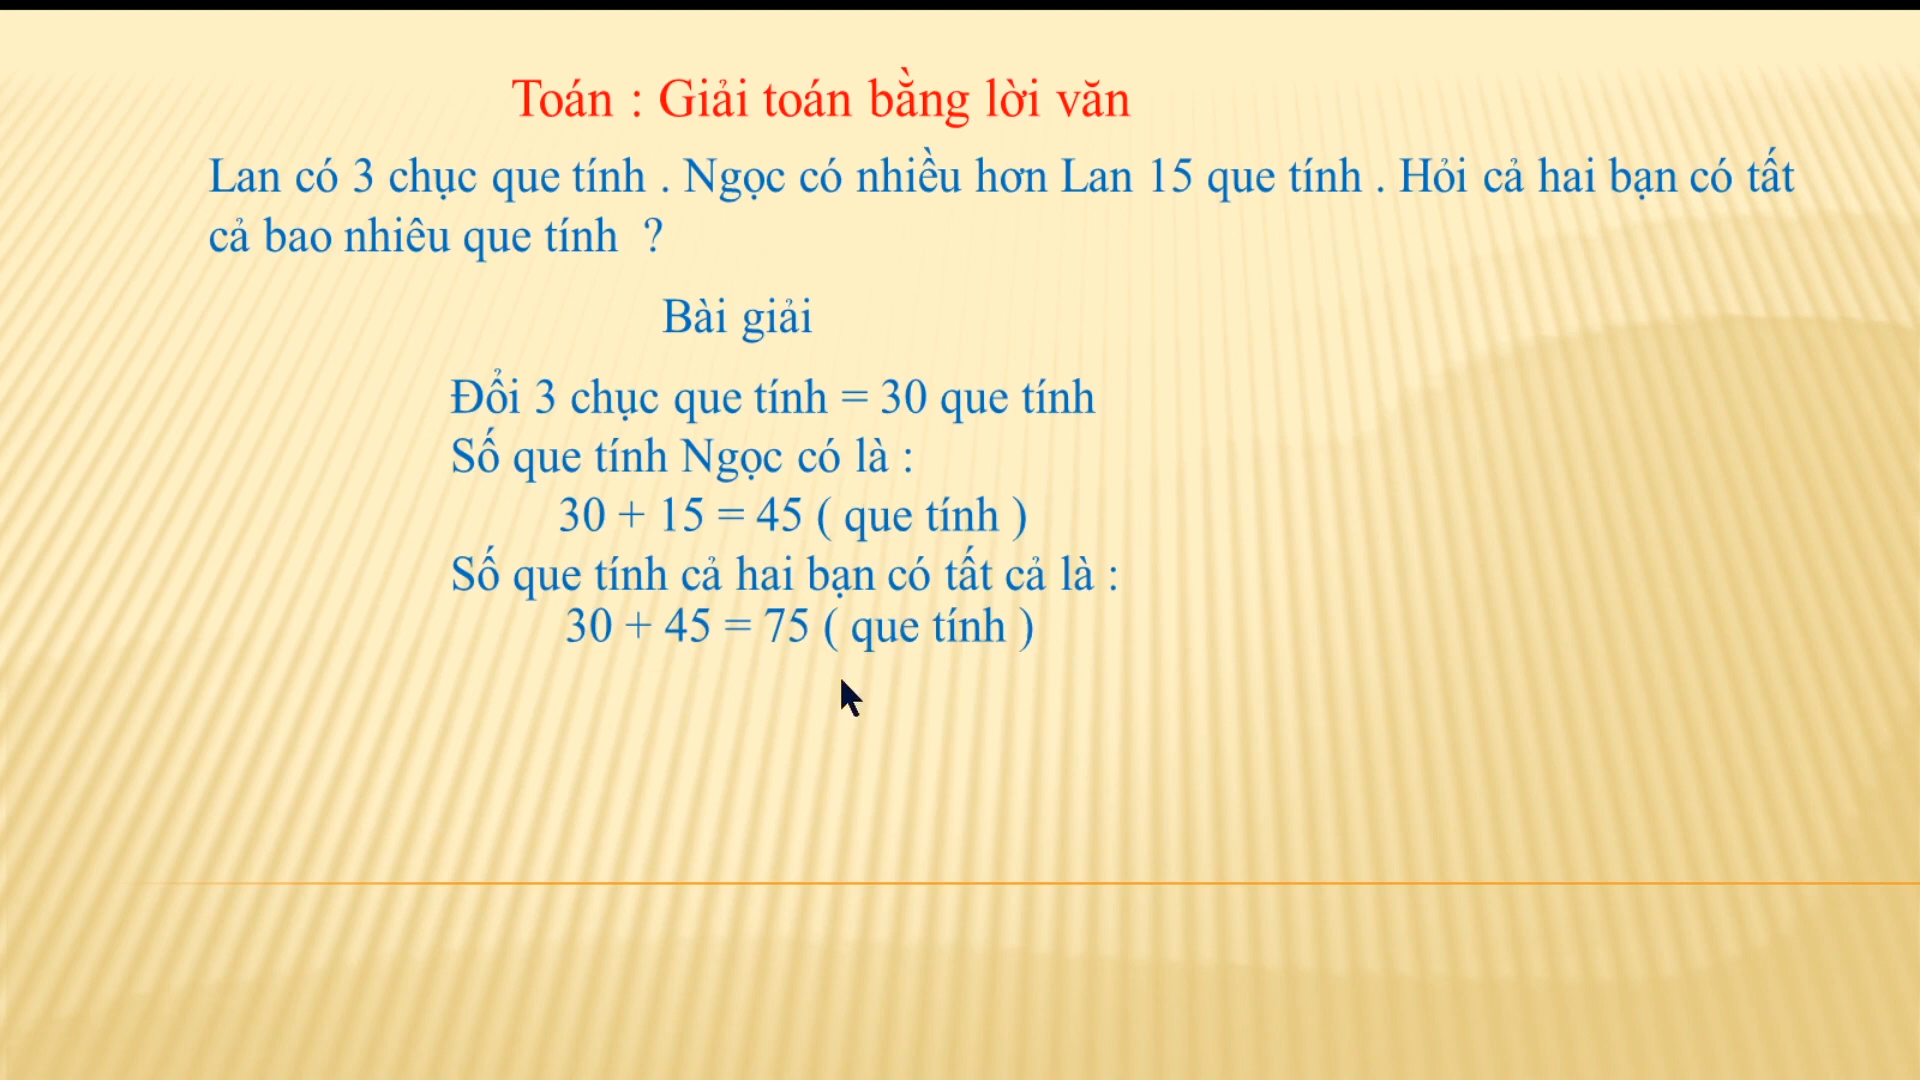 Toán : Giải toán bằng lời văn
Lan có 3 chục que tính . Ngọc có nhiều hơn Lan 15 que tính . Hỏi cả hai bạn có tất
cả bao nhiêu que tính  ?
Bài giải
Đổi 3 chục que tính = 30 que tính
Số que tính Ngọc có là :
30 + 15 = 45 ( que tính )
Số que tính cả hai bạn có tất cả là :
30 + 45 = 75 ( que tính )